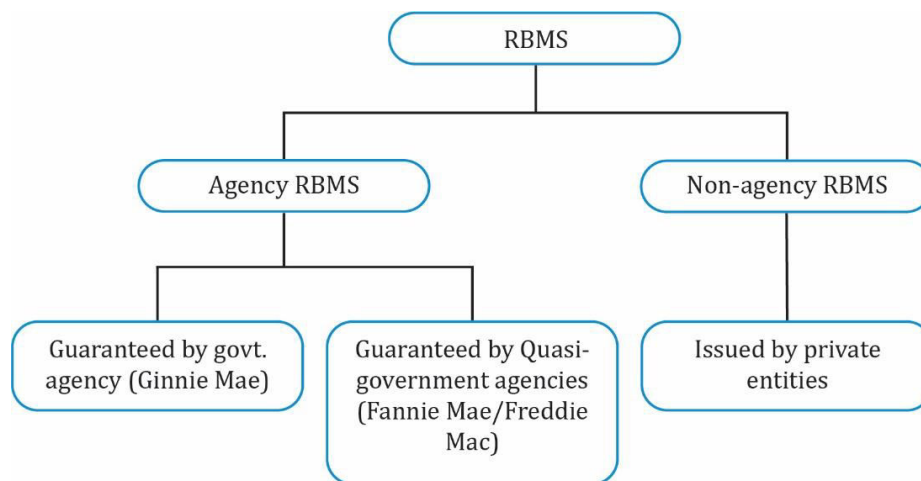 RBMS
Agency RBMS
Non-agency RBMS
Guaranteed by govt.
agency (Ginnie Mae)
Guaranteed by Quasi-
government agencies
(Fannie Mae/Freddie
Mac)
Issued by private
entities